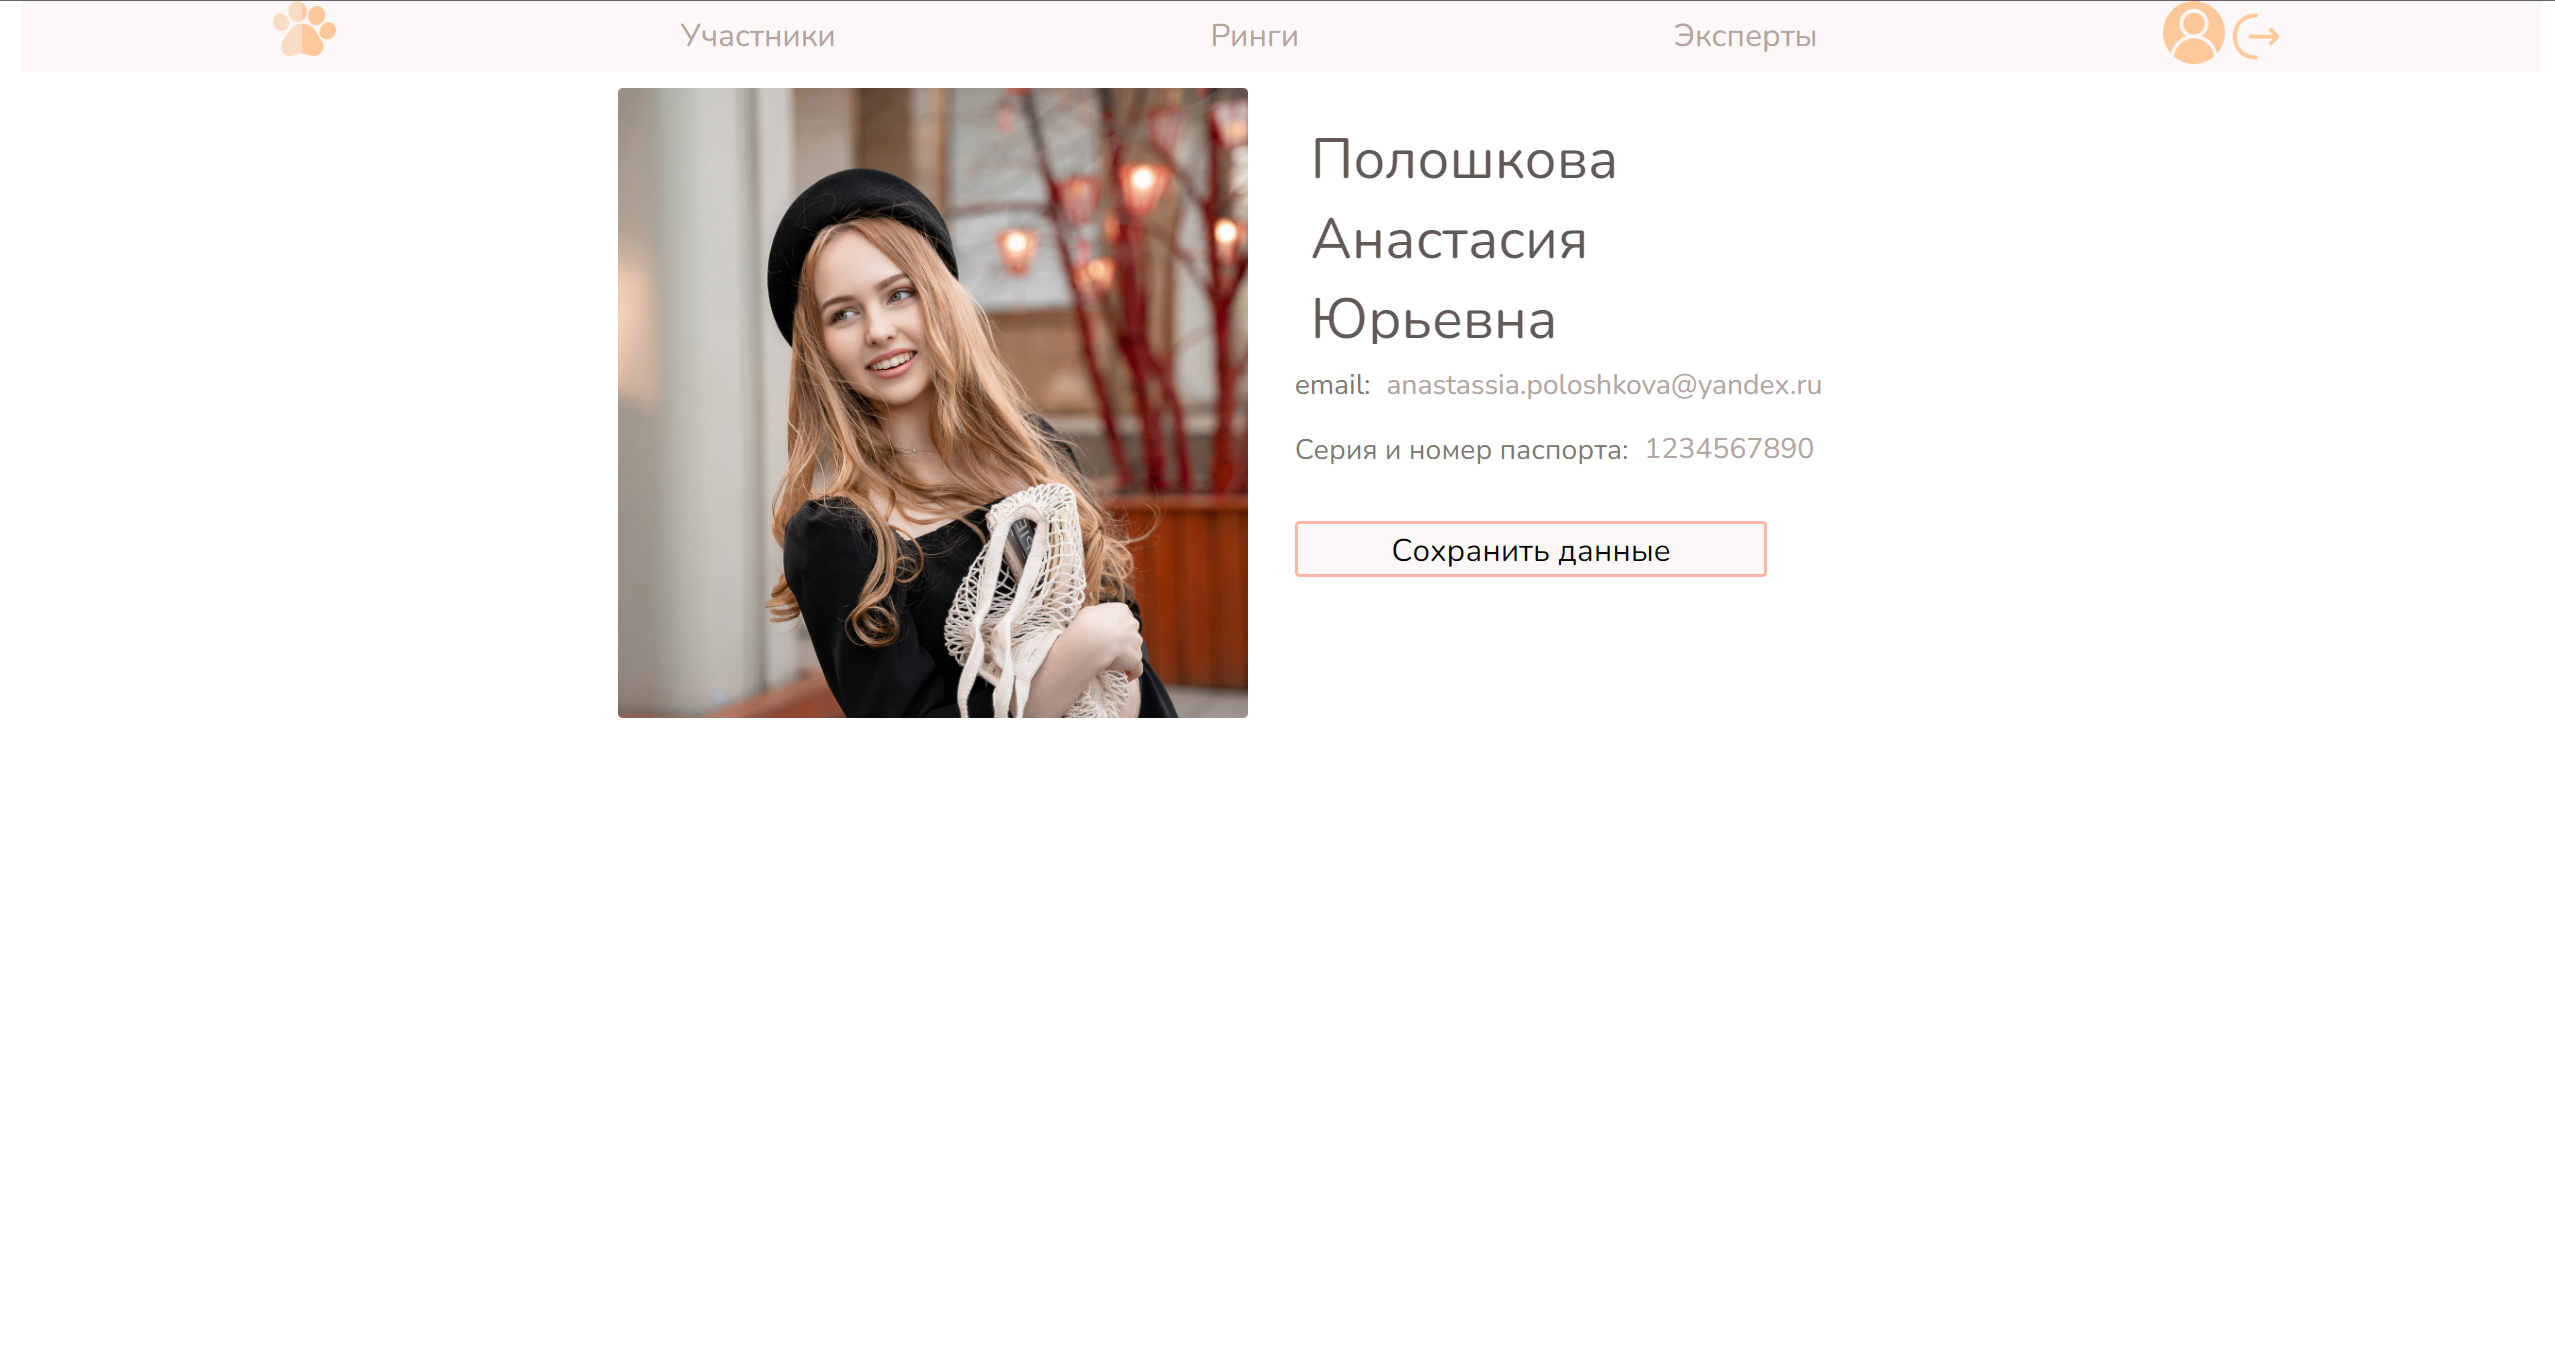 Участники Ринги Эксперты
Полошкова
Анастасия
Юрьевна
email: anastassia.poloshkova@yandex.ru
Серия и номер паспорта: 1234567890
Сохранить данные